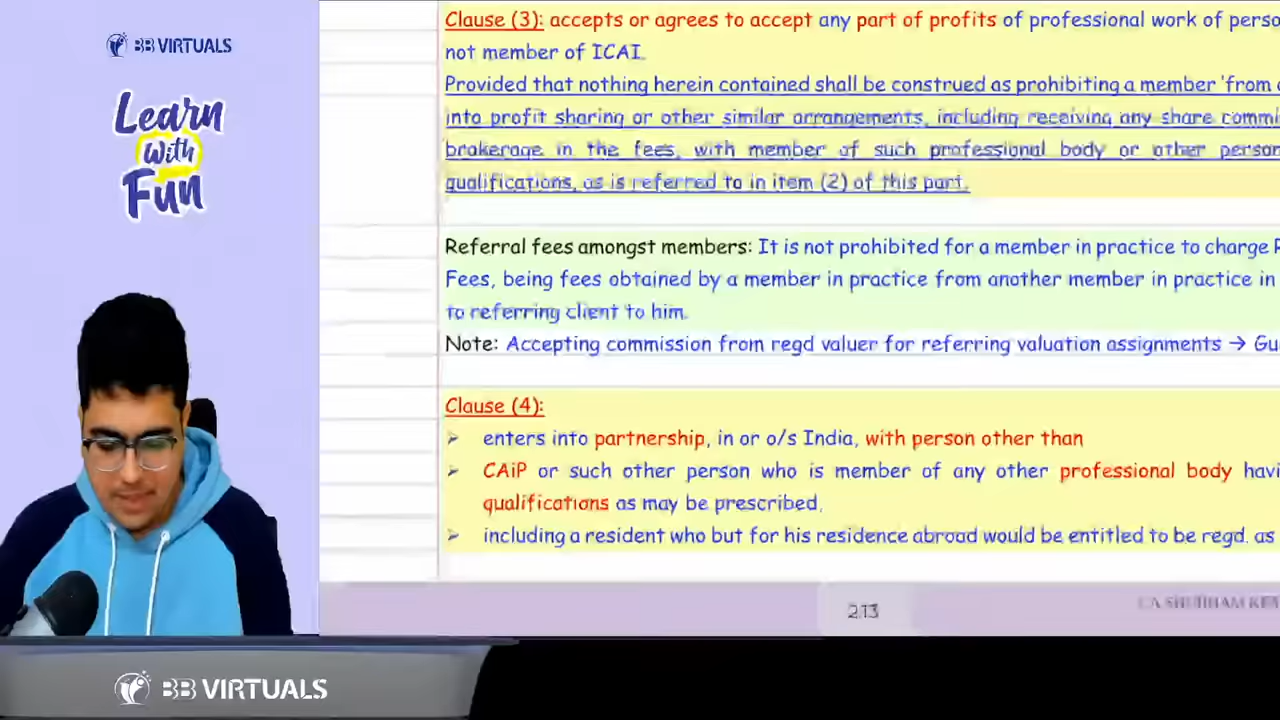 BB VIRTUALS
Learn
With
Fun
Clause (3): accepts or agrees to accept any part of profits of professional work of perso
not member of ICAI.
Provided that nothing herein contained shall be construed as prohibiting a member 'from
into profit sharing or other similar arrangements, including receiving any share commi
brokerage in the fees, with member of such professional body or other person
qualifications, as is referred to in item (2) of this part.
Referral fees amongst members: It is not prohibited for a member in practice to charge
Fees, being fees obtained by a member in practice from another member in practice in
to referring client to him.
Note: Accepting commission from regd valuer for referring valuation assignments → Gu
Clause (4):
➢ enters into partnership, in or o/s India, with person other than
➢ CAiP or such other person who is member of any other professional body havi
qualifications as may be prescribed,
➢ including a resident who but for his residence abroad would be entitled to be regd. as
2.13
CA SHUBHAM
BB VIRTUALS